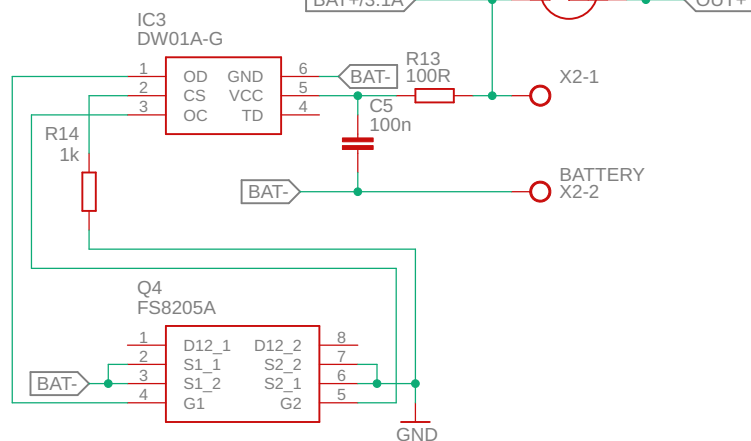 BAT+/3.1A
OUT+
IC3
DW01A-G
1 OD GND 6
2 CS VCC 5
3 OC TD 4
BAT-
R13
100R
X2-1
C5
100n
R14
1k
BAT-
BATTERY
X2-2
Q4
FS8205A
1 D12_1 D12_2 8
2 S1_1 S2_2 7
3 S1_2 S2_1 6
4 G1 G2 5
BAT-
GND